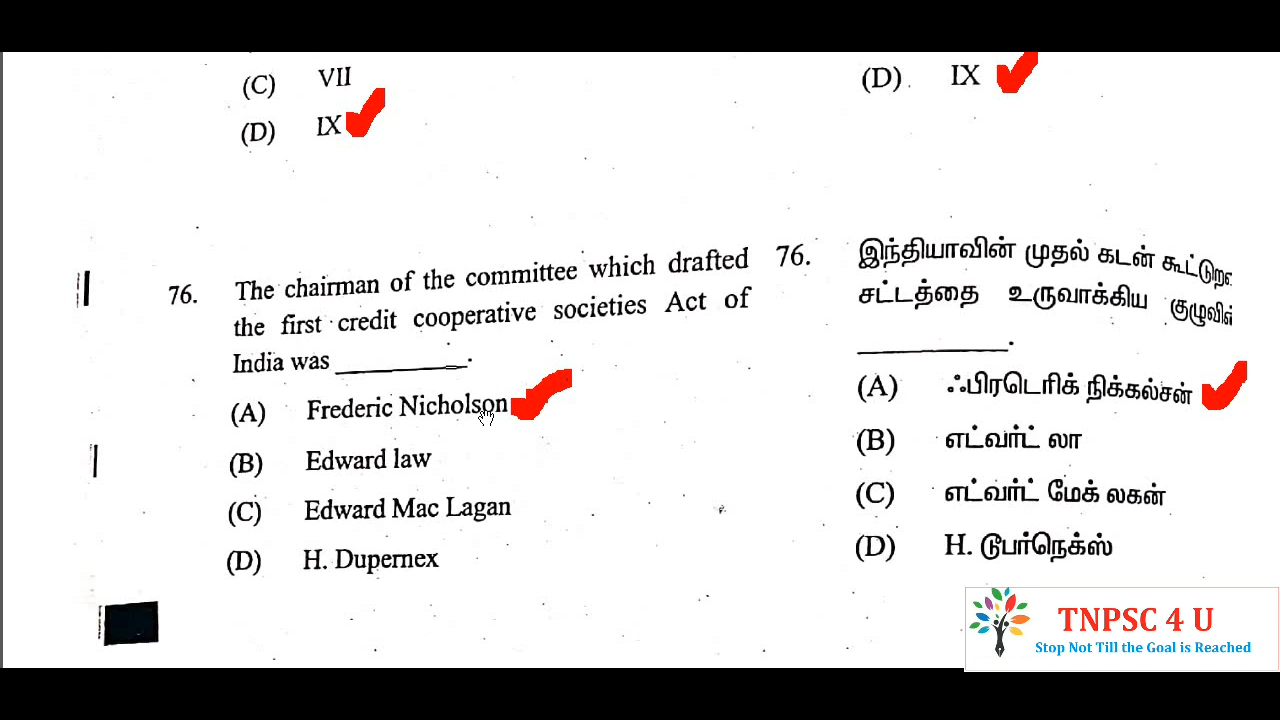 (C) VII
(D) IX
(D) IX
76. The chairman of the committee which drafted
the first credit cooperative societies Act of
India was ________.
(A) Frederic Nicholson
(B) Edward law
(C) Edward Mac Lagan
(D) H. Dupernex
76. இந்தியாவின் முதல் கடன்
சட்டத்தை உருவாக்கிய
________.
(A) ஃபிரடெரிக் நிக்கல்சன்
(B) எட்வர்ட் லா
(C) எட்வர்ட் மேக் லகன்
(D) H. டூபர்நெக்ஸ்
TNPSC 4 U
Stop Not Till the Goal is Reached